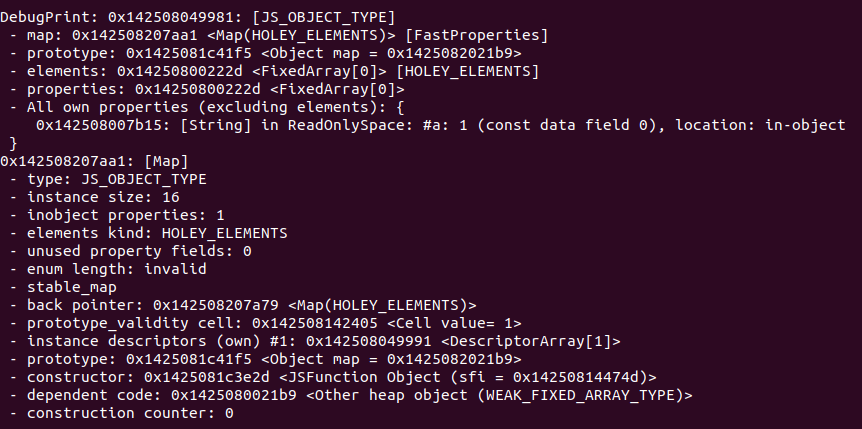 DebugPrint: 0x142508049981: [JS_OBJECT_TYPE]
- map: 0x142508207aa1 <Map(HOLEY_ELEMENTS)> [FastProperties]
- prototype: 0x1425081c41f5 <Object map = 0x1425082021b9>
- elements: 0x14250800222d <FixedArray[0]> [HOLEY_ELEMENTS]
- properties: 0x14250800222d <FixedArray[0]>
- All own properties (excluding elements): {
0x142508007b15: [String] in ReadOnlySpace: #a: 1 (const data field 0), location: in-object
}
0x142508207aa1: [Map]
- type: JS_OBJECT_TYPE
- instance size: 16
- inobject properties: 1
- elements kind: HOLEY_ELEMENTS
- unused property fields: 0
- enum length: invalid
- stable_map
- back pointer: 0x142508207a79 <Map(HOLEY_ELEMENTS)>
- prototype_validity cell: 0x142508142405 <Cell value= 1>
- instance descriptors (own) #1: 0x142508049991 <DescriptorArray[1]>
- prototype: 0x1425081c41f5 <Object map = 0x1425082021b9>
- constructor: 0x1425081c3e2d <JSFunction Object (sfi = 0x14250814474d)>
- dependent code: 0x1425080021b9 <Other heap object (WEAK_FIXED_ARRAY_TYPE)>
- construction counter: 0